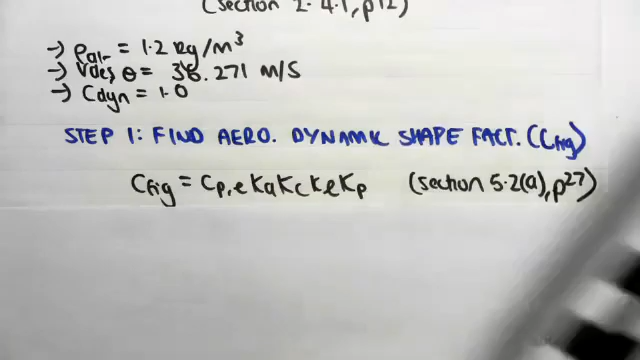 (section 2.4.1, p12)
→ ρair = 1.2 kg/m³
→ Vdes,θ = 36.271 m/s
→ Cdyn = 1.0
STEP 1: FIND AERO. DYNAMIC SHAPE FACT. (Cfig)
Cfig = Cp,e Ka Kc Kl Kp (section 5.2(a), p27)